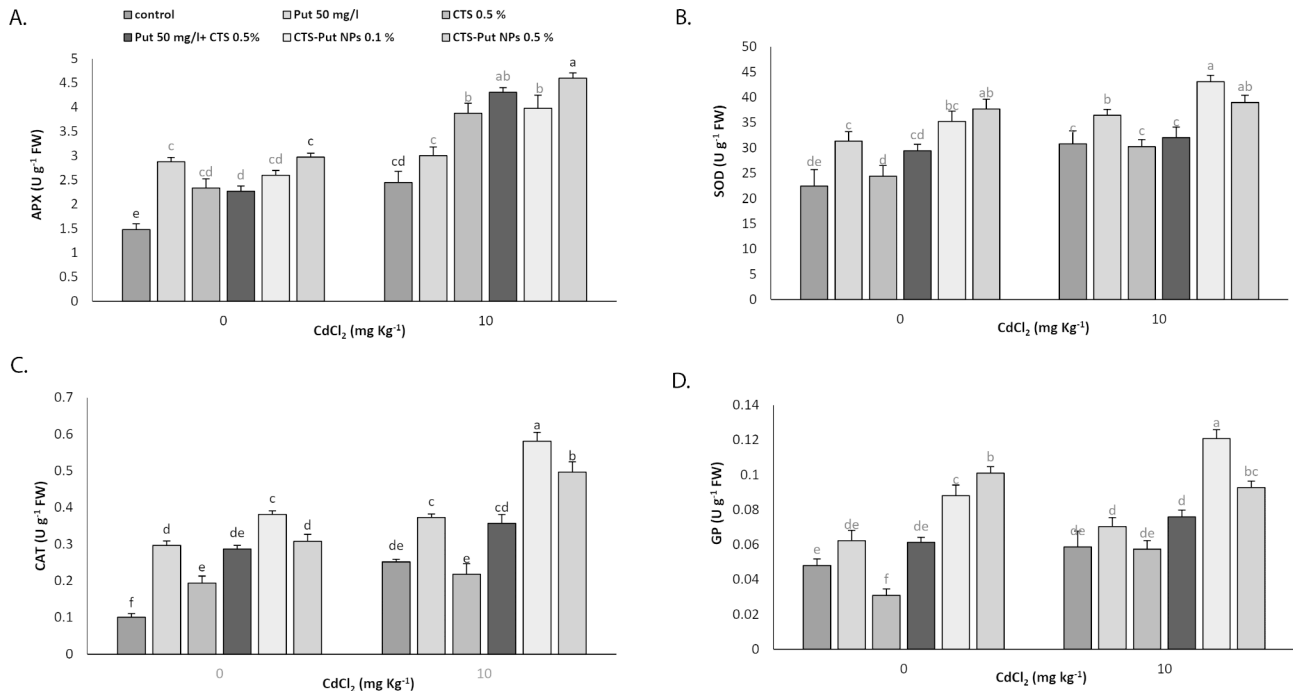 A.
control
Put 50 mg/l
CTS 0.5 %
Put 50 mg/l+ CTS 0.5%
CTS-Put NPs 0.1 %
CTS-Put NPs 0.5 %
APX (U g⁻¹ FW)
5
4.5
4
3.5
3
2.5
2
1.5
1
0.5
0
e
c
cd
d
cd
c
cd
c
b
ab
b
a
0
10
CdCl₂ (mg Kg⁻¹)
B.
SOD (U g⁻¹ FW)
50
45
40
35
30
25
20
15
10
5
0
de
c
d
cd
bc
ab
c
b
c
c
a
ab
0
10
CdCl₂ (mg Kg⁻¹)
C.
CAT (U g⁻¹ FW)
0.7
0.6
0.5
0.4
0.3
0.2
0.1
0
f
d
e
de
c
d
de
c
e
cd
a
b
0
10
CdCl₂ (mg Kg⁻¹)
D.
GP (U g⁻¹ FW)
0.14
0.12
0.1
0.08
0.06
0.04
0.02
0
e
de
f
de
c
b
de
d
de
d
a
bc
0
10
CdCl₂ (mg Kg⁻¹)